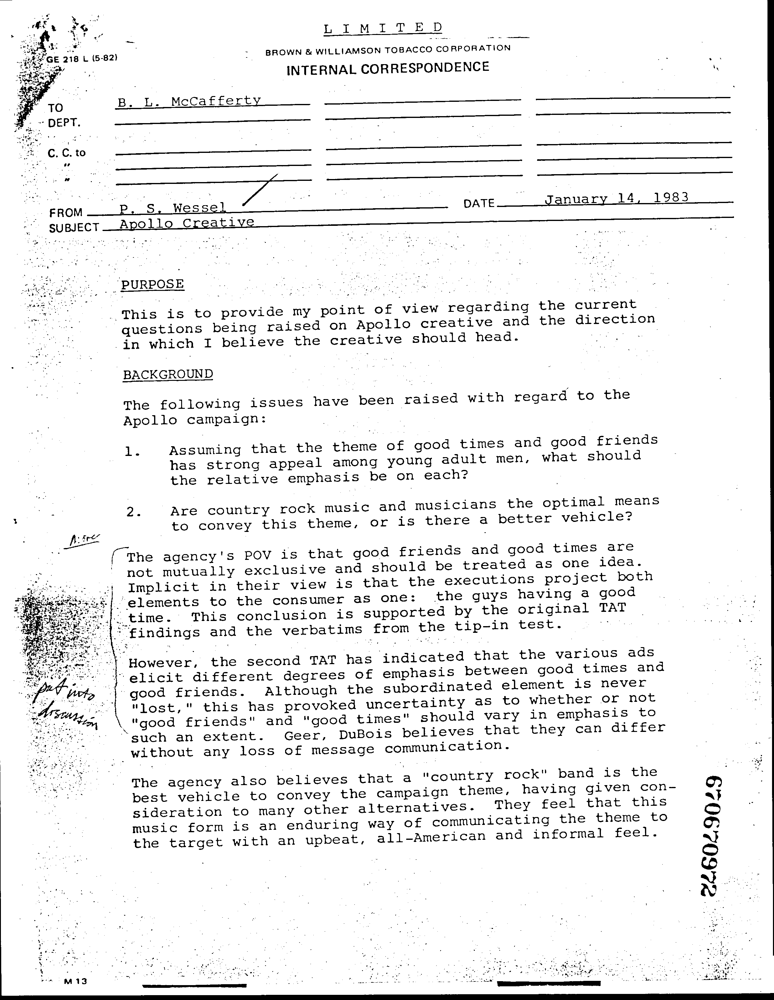 L I M I T E D
GE 218 L (5-82)
BROWN & WILLIAMSON TOBACCO CORPORATION
INTERNAL CORRESPONDENCE
TO B. L. McCafferty
DEPT.
C. C. to
"
"
FROM P. S. Wessel DATE January 14, 1983
SUBJECT Apollo Creative
PURPOSE
This is to provide my point of view regarding the current
questions being raised on Apollo creative and the direction
in which I believe the creative should head.
BACKGROUND
The following issues have been raised with regard to the
Apollo campaign:
1. Assuming that the theme of good times and good friends
has strong appeal among young adult men, what should
the relative emphasis be on each?
2. Are country rock music and musicians the optimal means
to convey this theme, or is there a better vehicle?
The agency's POV is that good friends and good times are
not mutually exclusive and should be treated as one idea.
Implicit in their view is that the executions project both
elements to the consumer as one: the guys having a good
time. This conclusion is supported by the original TAT
findings and the verbatims from the tip-in test.
put into
discussion
However, the second TAT has indicated that the various ads
elicit different degrees of emphasis between good times and
good friends. Although the subordinated element is never
"lost," this has provoked uncertainty as to whether or not
"good friends" and "good times" should vary in emphasis to
such an extent. Geer, DuBois believes that they can differ
without any loss of message communication.
The agency also believes that a "country rock" band is the
best vehicle to convey the campaign theme, having given con-
sideration to many other alternatives. They feel that this
music form is an enduring way of communicating the theme to
the target with an upbeat, all-American and informal feel.
670670972
M 13